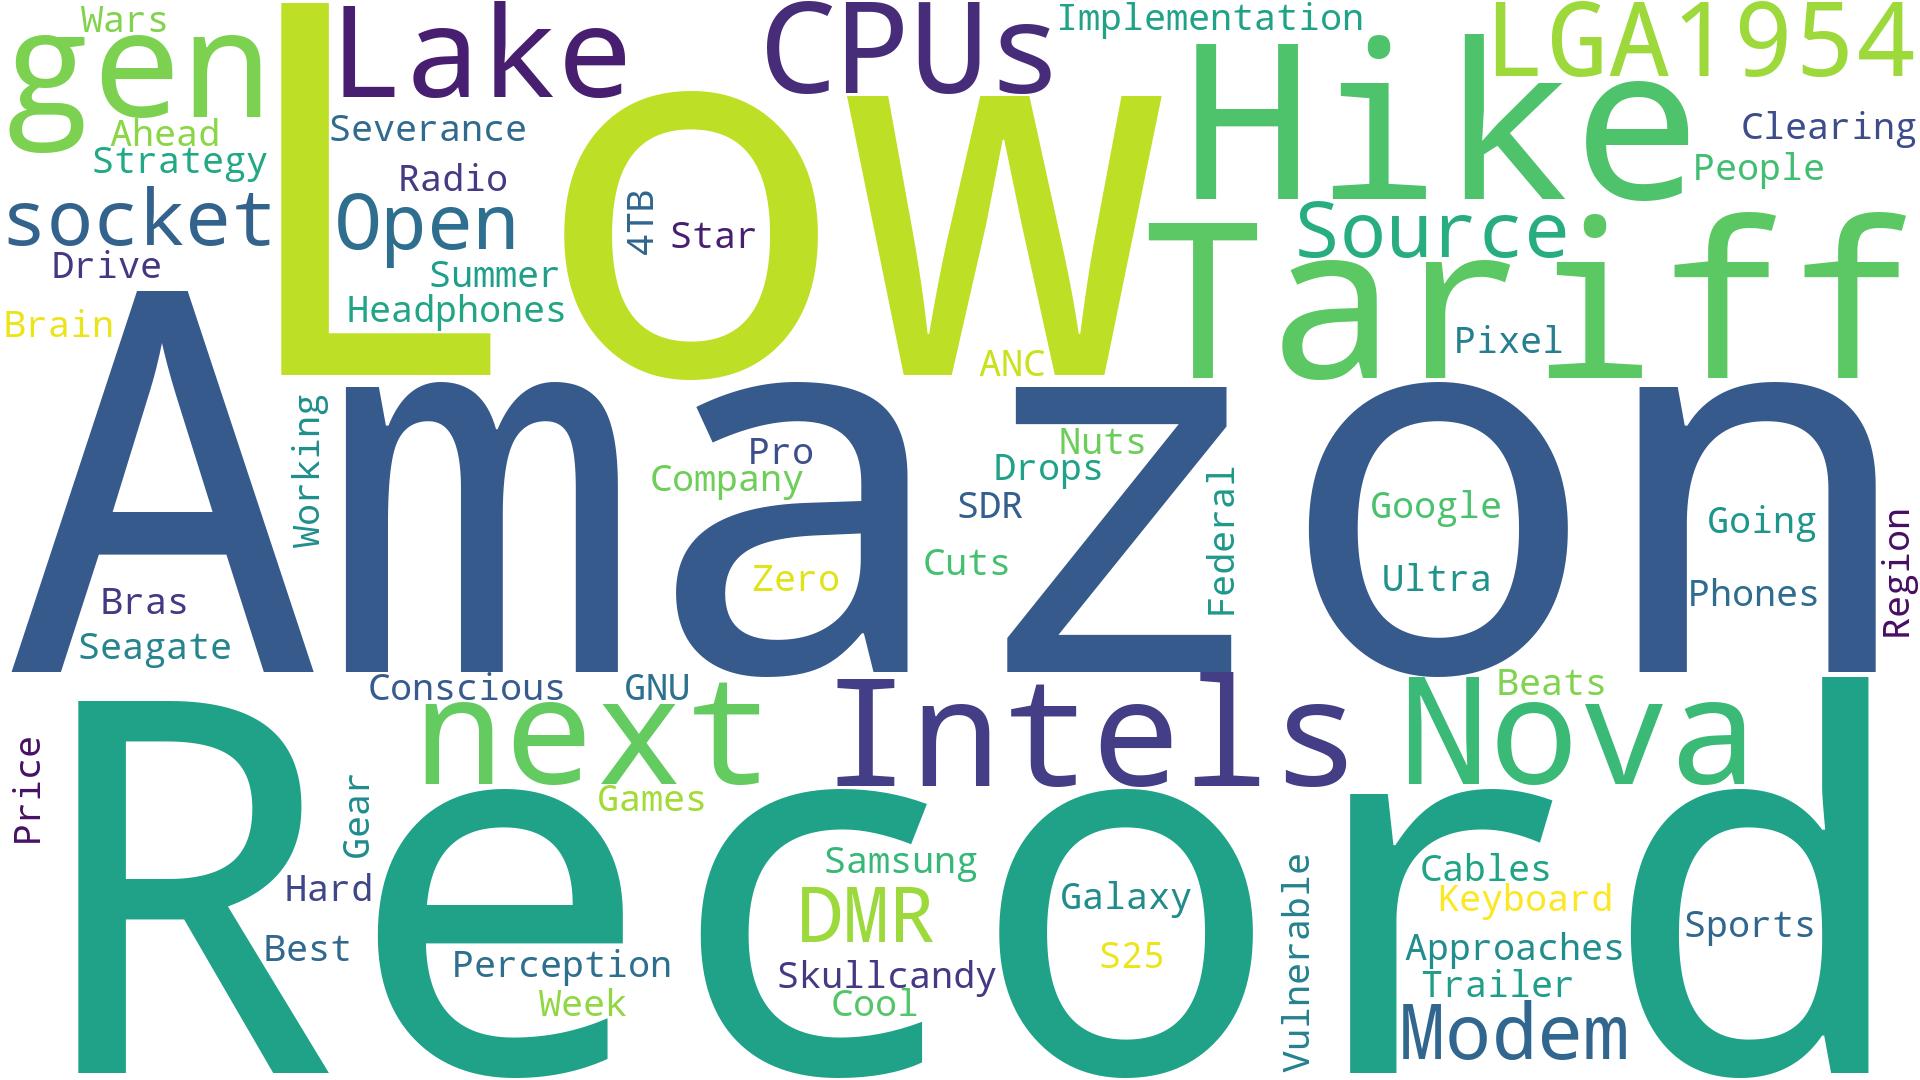 Wars
gen
Ahead
Strategy
socket
Drive
Brain
Low
Lake
CPUs
Implementation
Hike
LGA1954
Severance
Radio
Open
Summer
Headphones
4TB
Star
ANC
Clearing
People
Source
Tariff
Pixel
Amazon
Working
Pro
Company
Zero
Nuts
Drops
SDR
Cuts
Federal
Google
Ultra
Going
Phones
Region
Bras
Seagate
Conscious
GNU
next
Intels
Nova
Beats
Record
Price
Gear
Games
Hard
Best
Perception
Week
Samsung
DMR
Skullcandy
Cool
Galaxy
S25
Vulnerable
Cables
Keyboard
Approaches
Trailer
Modem
Sports